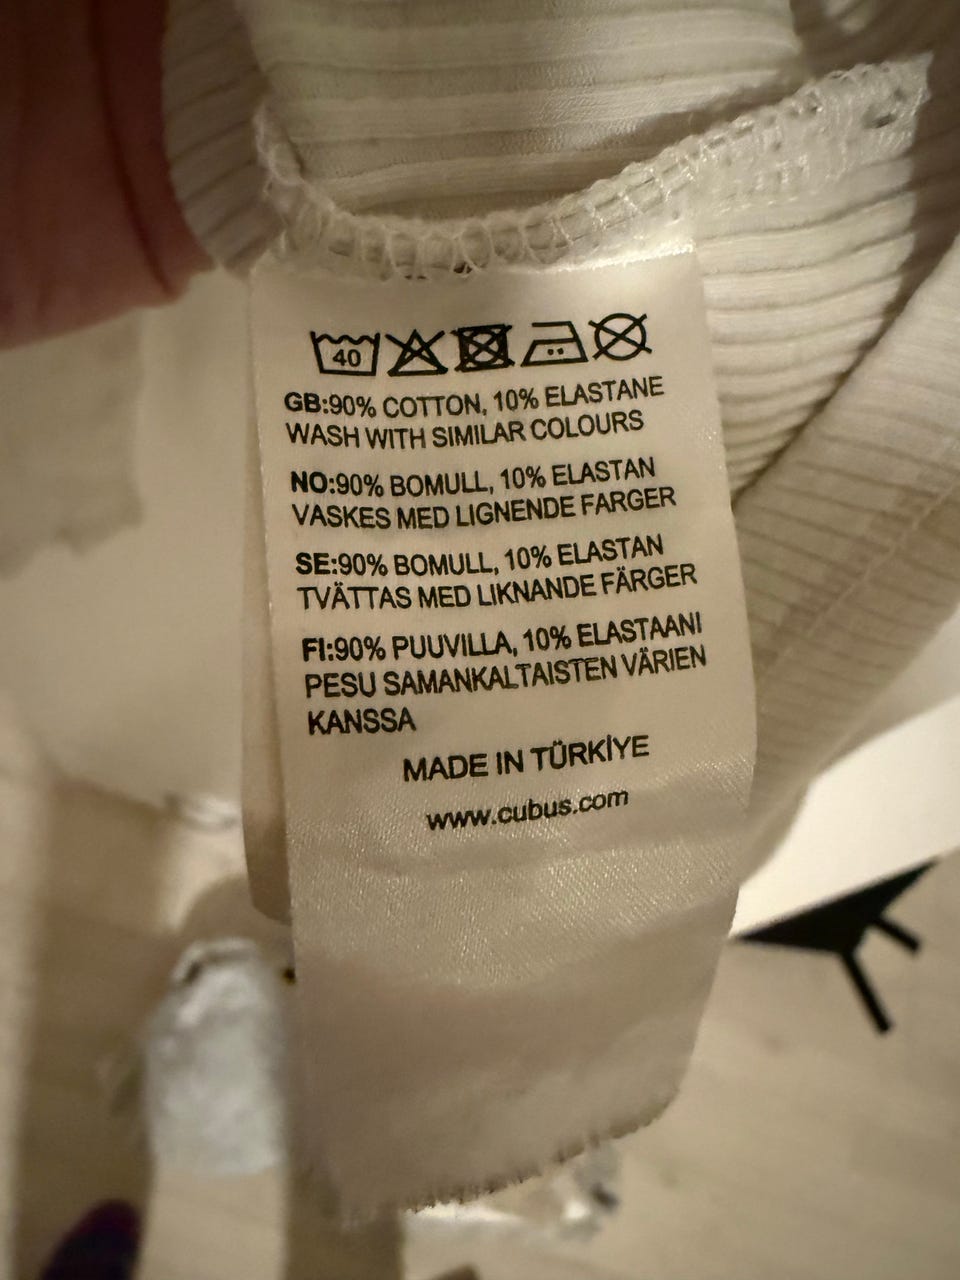 40
GB:90% COTTON, 10% ELASTANE
WASH WITH SIMILAR COLOURS
NO:90% BOMULL, 10% ELASTAN
VASKES MED LIGNENDE FARGER
SE:90% BOMULL, 10% ELASTAN
TVÄTTAS MED LIKNANDE FÄRGER
FI:90% PUUVILLA, 10% ELASTAANI
PESU SAMANKALTAISTEN VÄRIEN
KANSSA
MADE IN TÜRKİYE
www.cubus.com